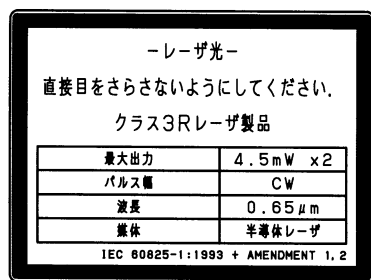 －レーザ光－
直接目をさらさないようにしてください.
クラス3Rレーザ製品
最大出力 4.5mW x2
パルス幅 CW
波長 0.65μm
媒体 半導体レーザ
IEC 60825-1:1993 + AMENDMENT 1,2